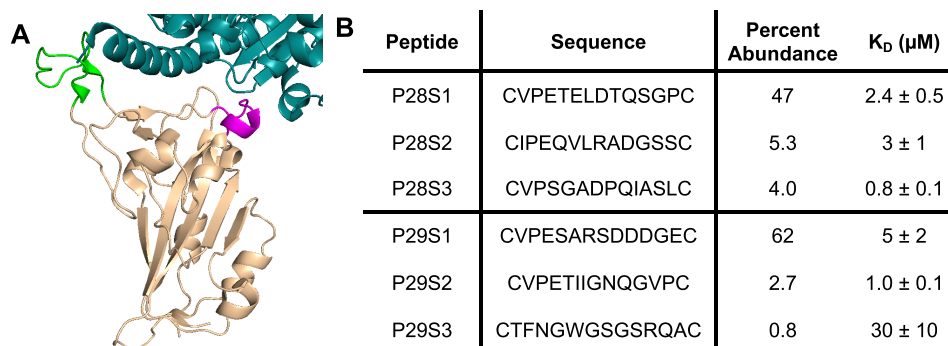 A
B
Peptide Sequence Percent Abundance K_D (μM)
P28S1 CVPETELDTQSGPC 47 2.4 ± 0.5
P28S2 CIPEQVLRADGSSC 5.3 3 ± 1
P28S3 CVPSGADPQIASLC 4.0 0.8 ± 0.1
P29S1 CVPESARSDDDGEC 62 5 ± 2
P29S2 CVPETIIGNQGVPC 2.7 1.0 ± 0.1
P29S3 CTFNGWGSGSRQAC 0.8 30 ± 10